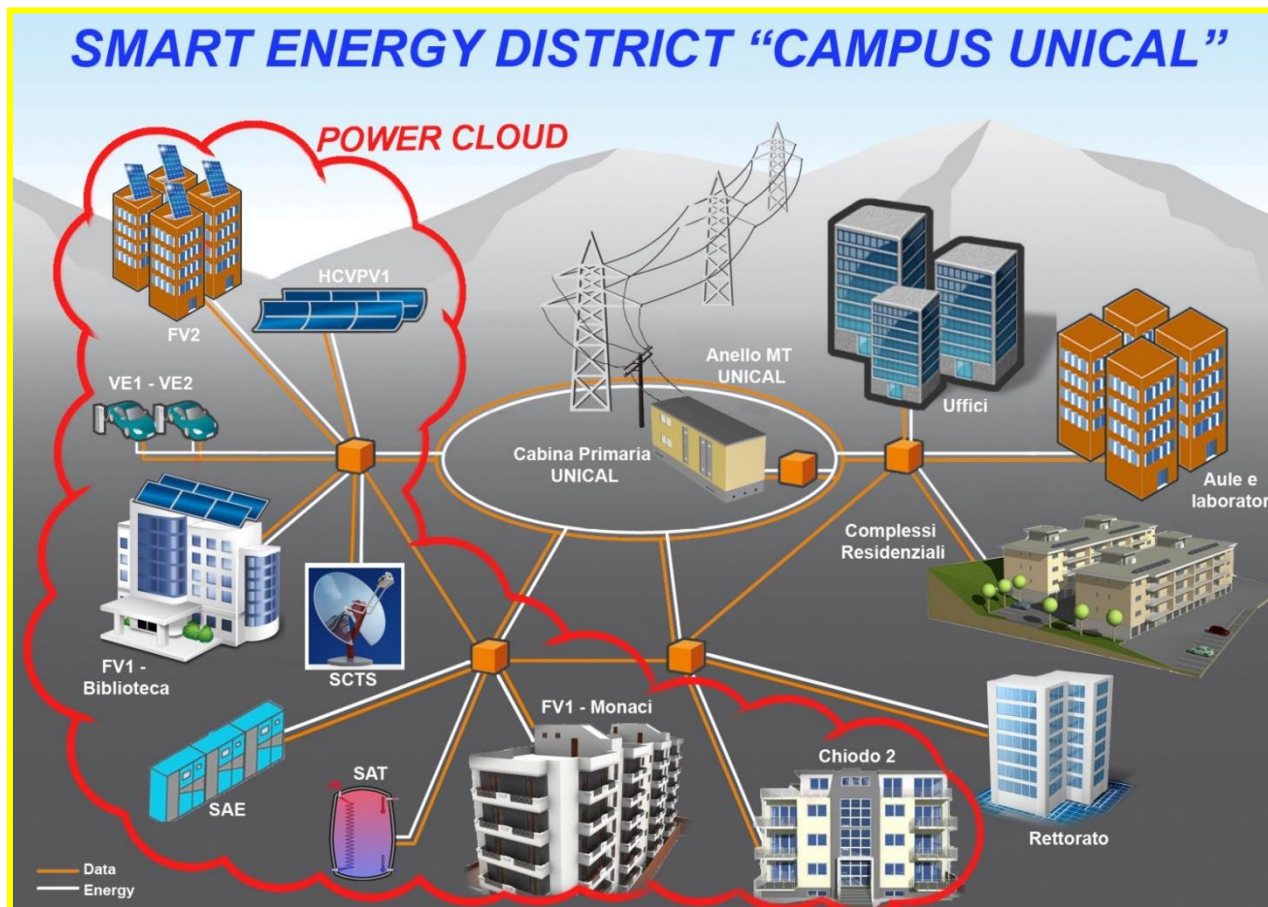 SMART ENERGY DISTRICT “CAMPUS UNICAL”
POWER CLOUD
HCVPV1
FV2
Anello MT
UNICAL
VE1 - VE2
Uffici
Cabina Primaria
UNICAL
Aule e
laborator
Complessi
Residenziali
FV1 -
Biblioteca
SCTS
FV1 - Monaci
Chiodo 2
SAT
SAE
Rettorato
Data
Energy